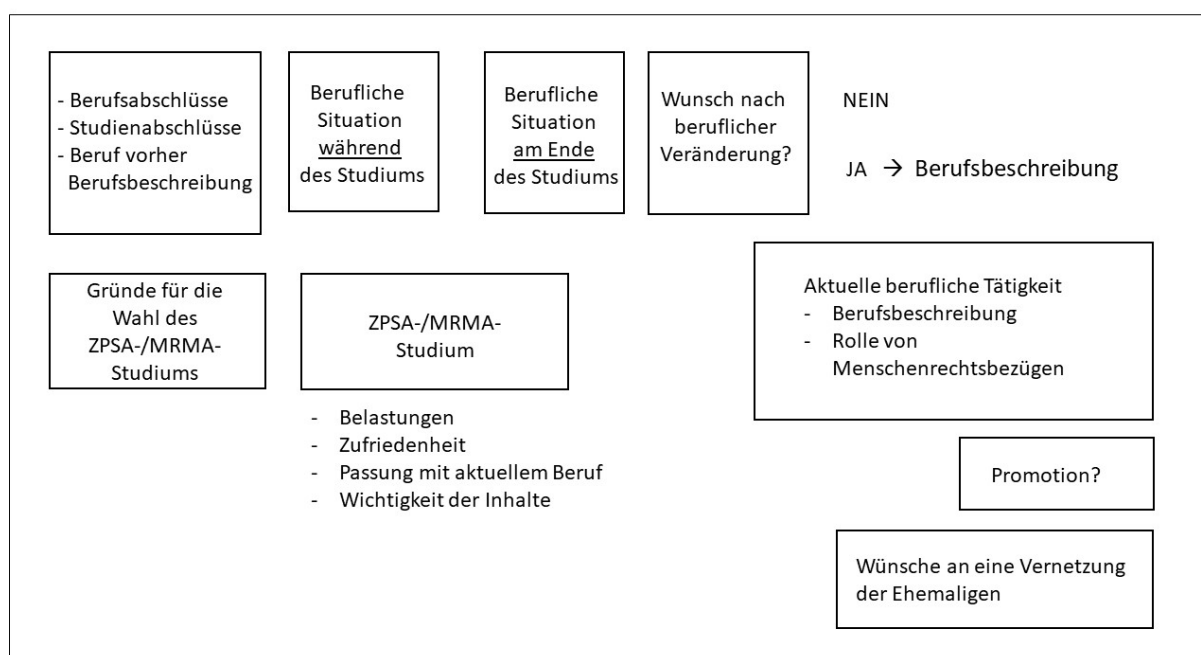 - Berufsabschlüsse
- Studienabschlüsse
- Beruf vorher
Berufsbeschreibung
Berufliche
Situation
während
des Studiums
Berufliche
Situation
am Ende
des Studiums
Wunsch nach
beruflicher
Veränderung?
NEIN
JA → Berufsbeschreibung
Gründe für die
Wahl des
ZPSA-/MRMA-
Studiums
ZPSA-/MRMA-
Studium
- Belastungen
- Zufriedenheit
- Passung mit aktuellem Beruf
- Wichtigkeit der Inhalte
Aktuelle berufliche Tätigkeit
- Berufsbeschreibung
- Rolle von
Menschenrechtsbezügen
Promotion?
Wünsche an eine Vernetzung
der Ehemaligen